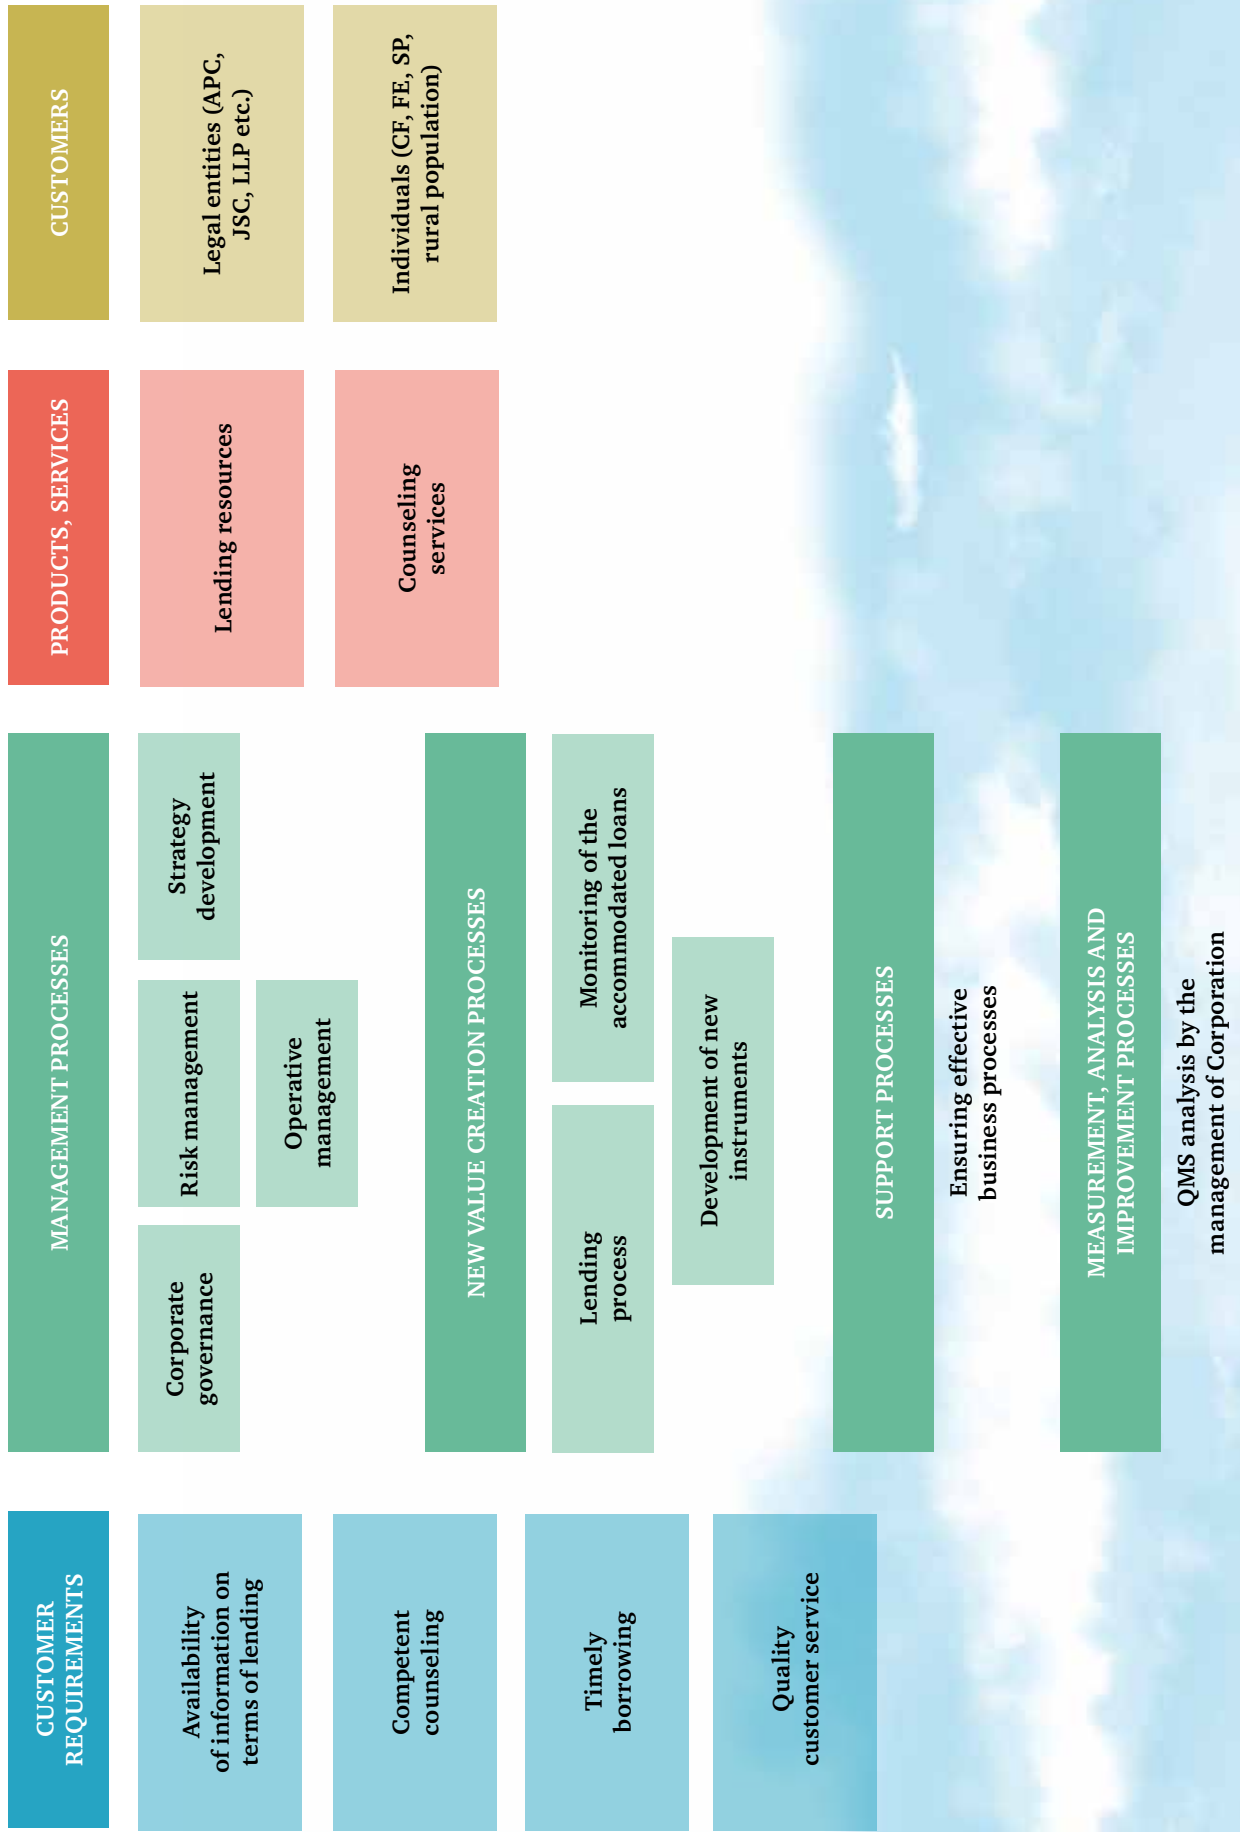 CUSTOMER
REQUIREMENTS
Availability
of information on
terms of lending
Competent
counseling
Timely
borrowing
Quality
customer service
MANAGEMENT PROCESSES
Corporate
governance
Risk management
Strategy
development
Operative
management
NEW VALUE CREATION PROCESSES
Lending
process
Monitoring of the
accommodated loans
Development of new
instruments
SUPPORT PROCESSES
Ensuring effective
business processes
MEASUREMENT, ANALYSIS AND
IMPROVEMENT PROCESSES
QMS analysis by the
management of Corporation
PRODUCTS, SERVICES
Lending resources
Counseling
services
CUSTOMERS
Legal entities (APC,
JSC, LLP etc.)
Individuals (CF, FE, SP,
rural population)